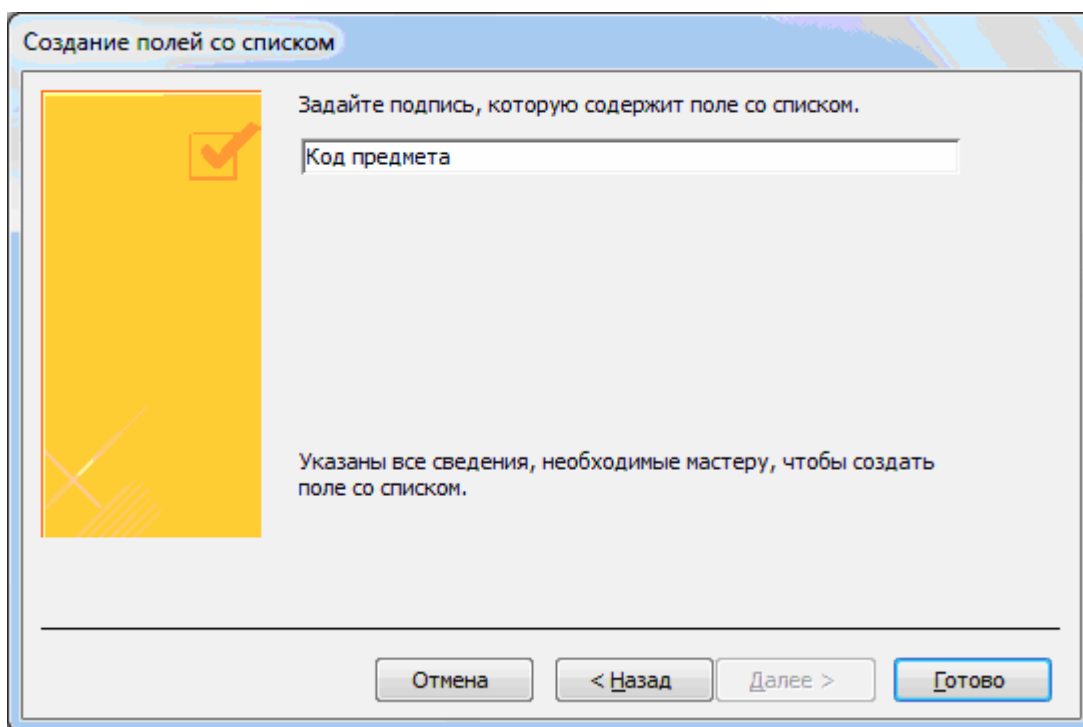 Создание полей со списком
Задайте подпись, которую содержит поле со списком.
Код предмета
Указаны все сведения, необходимые мастеру, чтобы создать
поле со списком.
Отмена
< Назад
Далее >
Готово